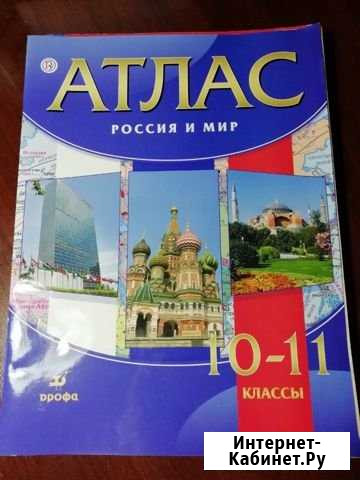 АТЛАС
РОССИЯ И МИР
10-11
КЛАССЫ
ДРОФА
Интернет-
Кабинет.Ру